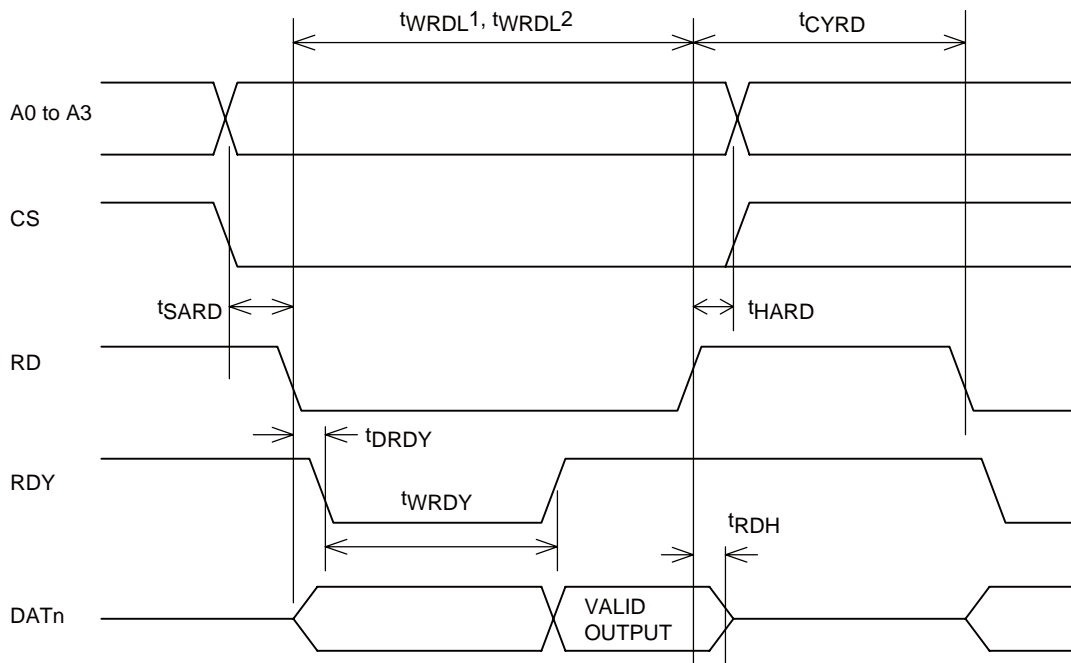 tWRDL1, tWRDL2
tCYRD
A0 to A3
CS
tSARD
tHARD
RD
tDRDY
RDY
tWRDY
tRDH
DATn
VALID
OUTPUT